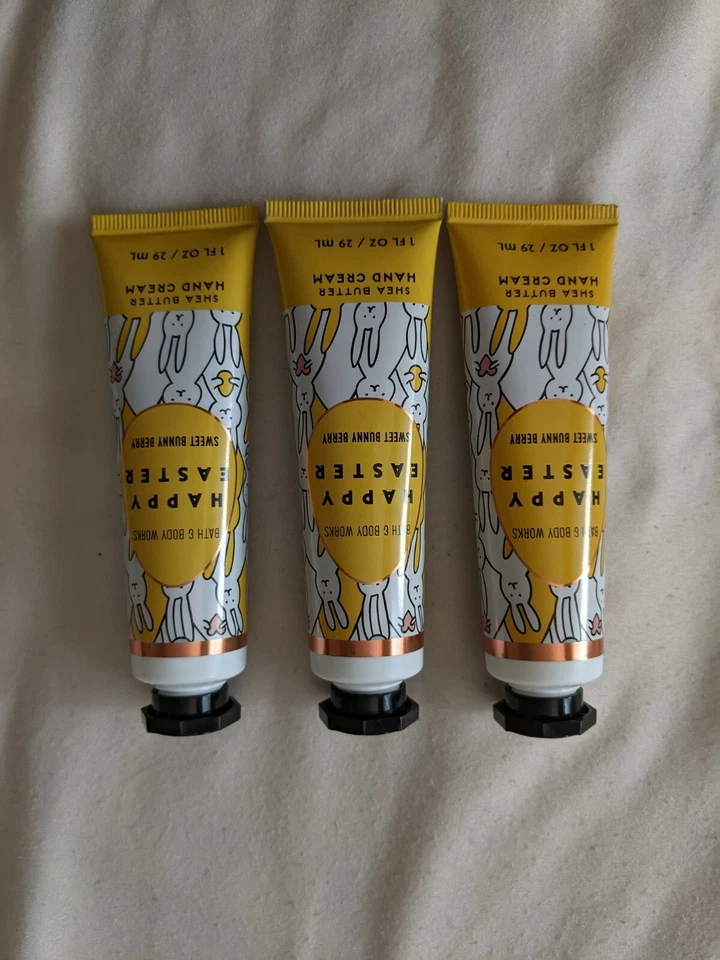 BATH & BODY WORKS
HAPPY
EASTER
SWEET BUNNY BERRY
SHEA BUTTER
HAND CREAM
1 FL OZ / 29 mL
BATH & BODY WORKS
HAPPY
EASTER
SWEET BUNNY BERRY
SHEA BUTTER
HAND CREAM
1 FL OZ / 29 mL
BATH & BODY WORKS
HAPPY
EASTER
SWEET BUNNY BERRY
SHEA BUTTER
HAND CREAM
1 FL OZ / 29 mL